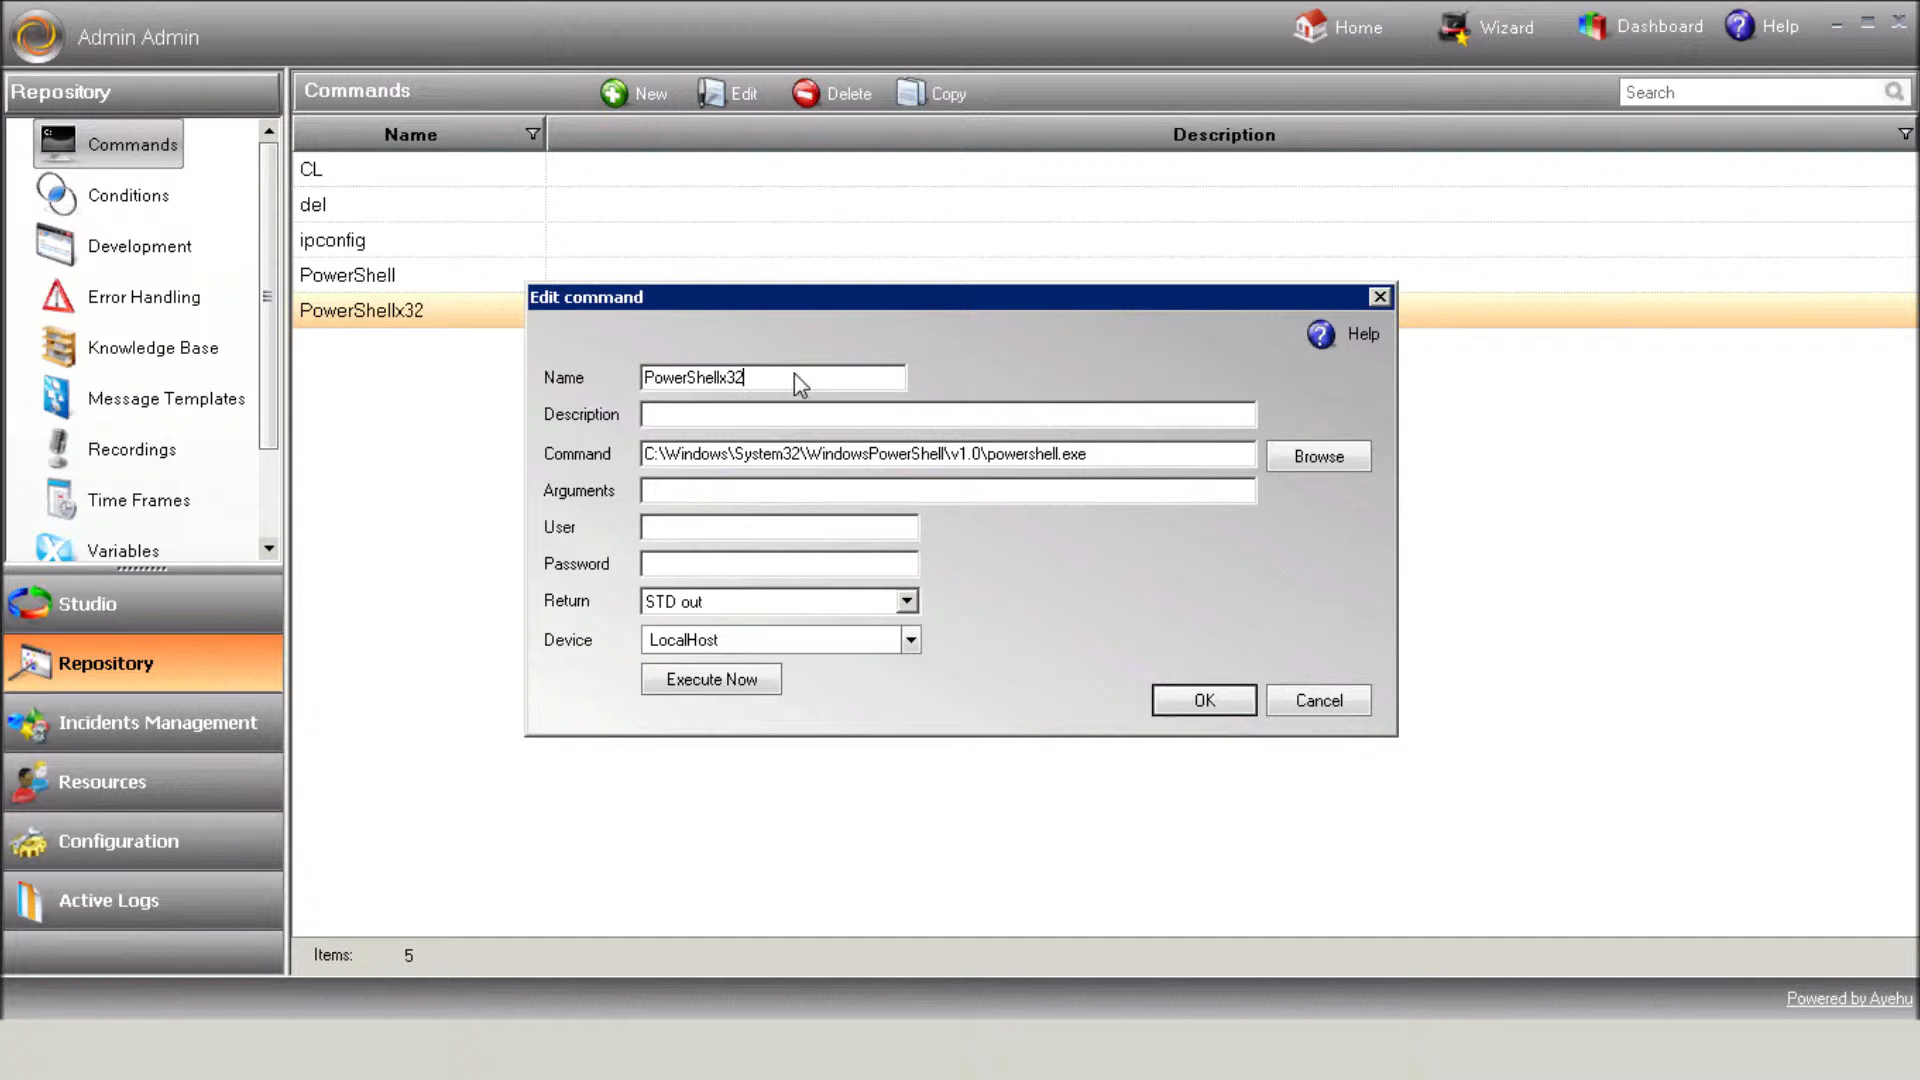 Admin Admin
Home
Wizard
Dashboard
Help
Repository
Commands
New
Edit
Delete
Copy
Search
Name
Description
Commands
Conditions
Development
Error Handling
Knowledge Base
Message Templates
Recordings
Time Frames
Variables
CL
del
ipconfig
PowerShell
PowerShellx32
Edit command
Help
Name PowerShellx32
Description
Command C:\Windows\System32\WindowsPowerShell\v1.0\powershell.exe Browse
Arguments
User
Password
Return STD out
Device LocalHost
Execute Now
OK Cancel
Studio
Repository
Incidents Management
Resources
Configuration
Active Logs
Items: 5
Powered by Ayehu